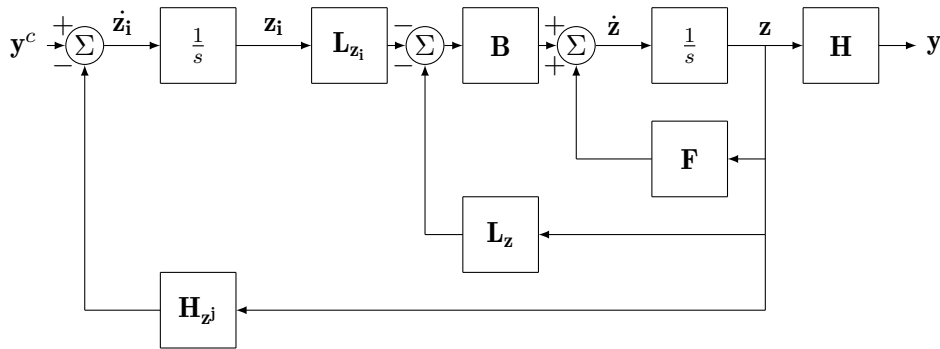 y^c + − Σ ż_i 1/s z_i L_{z_i} − − Σ B + + Σ ż 1/s z H y
F
L_z
H_{z^j}